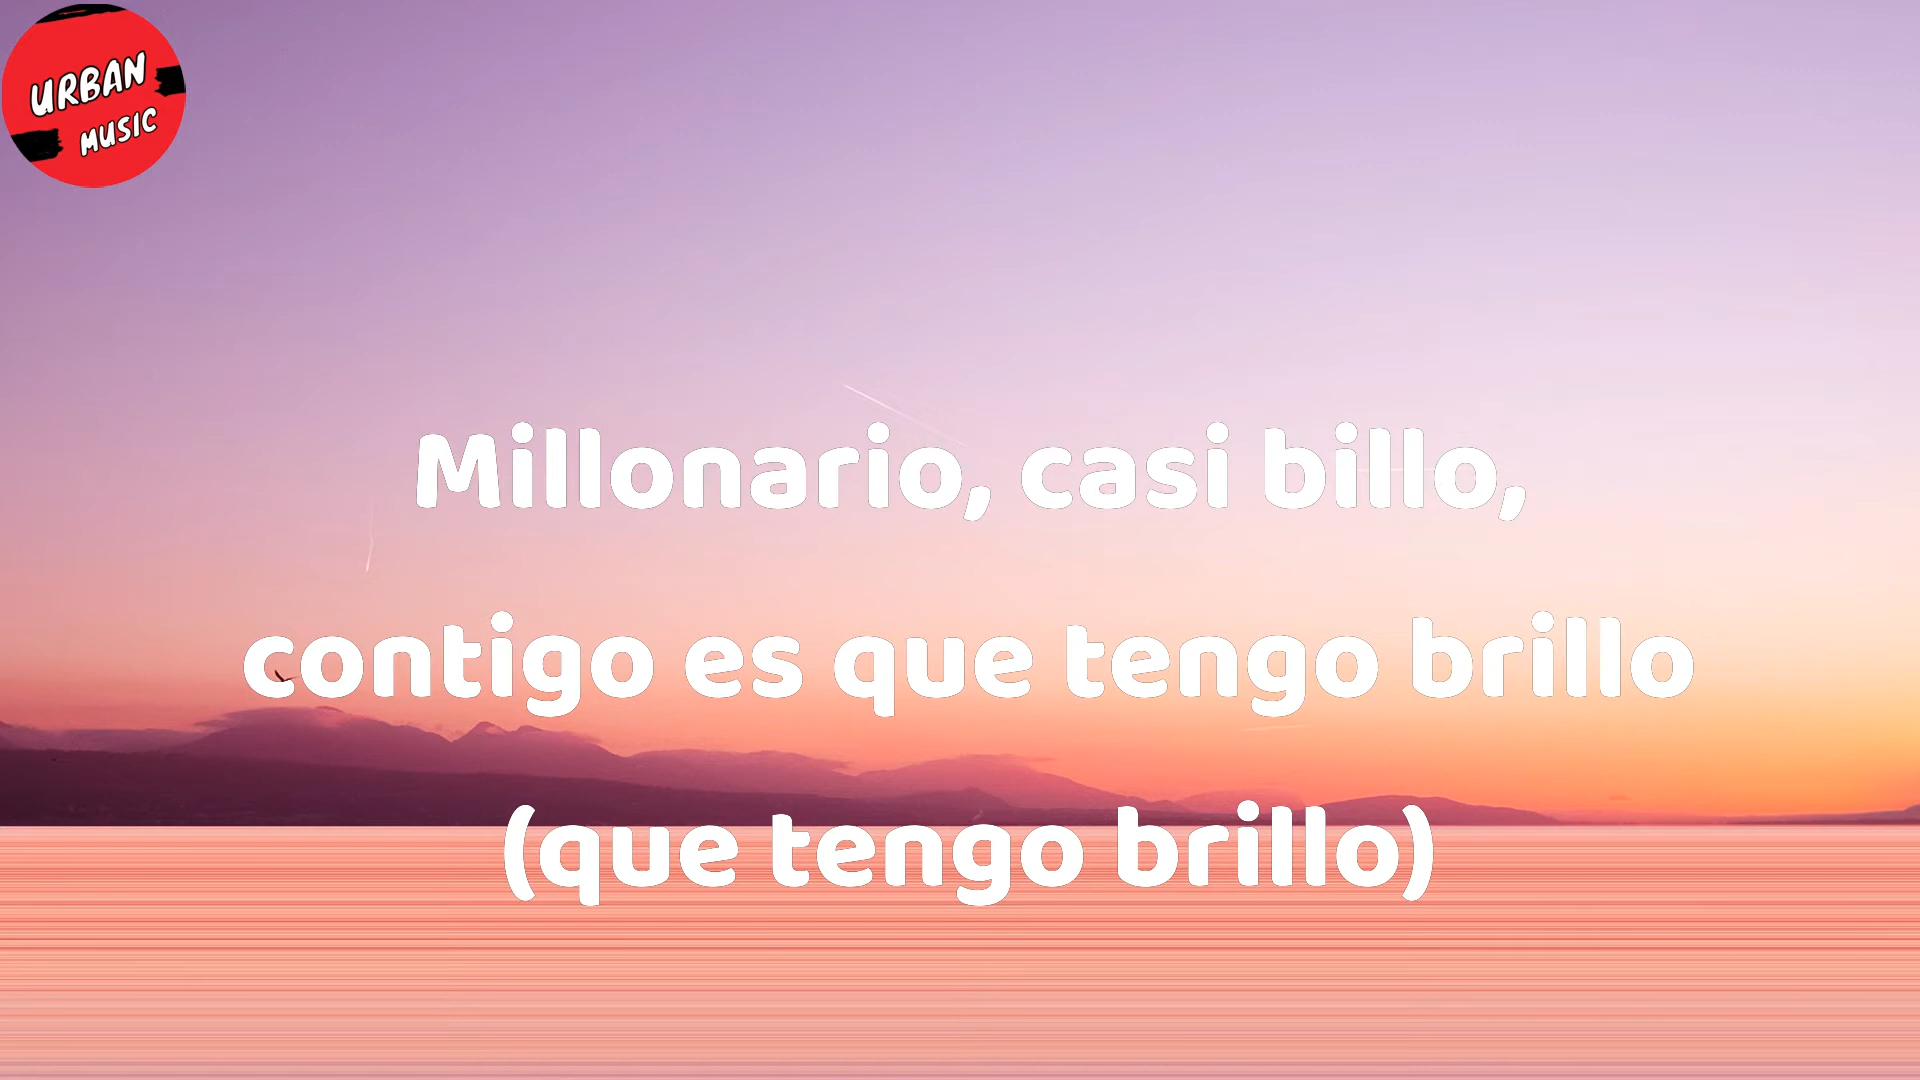 URBAN
MUSIC
Millonario, casi billo,
contigo es que tengo brillo
(que tengo brillo)